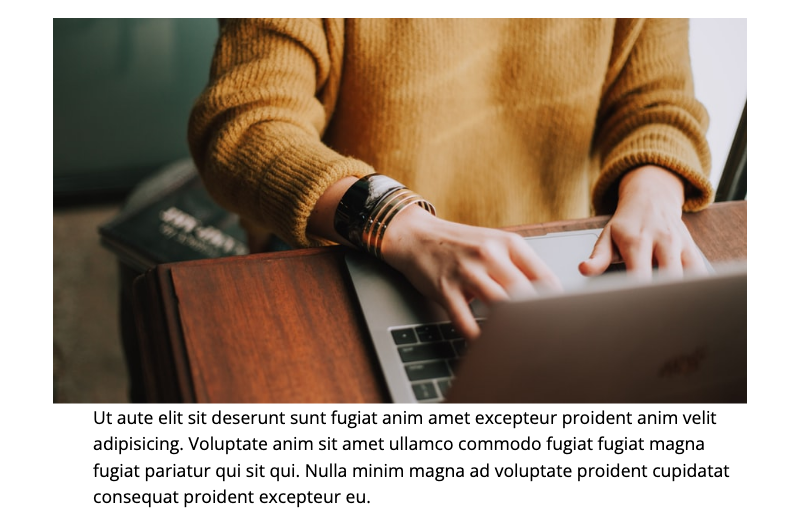 Ut aute elit sit deserunt sunt fugiat anim amet excepteur proident anim velit
adipisicing. Voluptate anim sit amet ullamco commodo fugiat fugiat magna
fugiat pariatur qui sit qui. Nulla minim magna ad voluptate proident cupidatat
consequat proident excepteur eu.